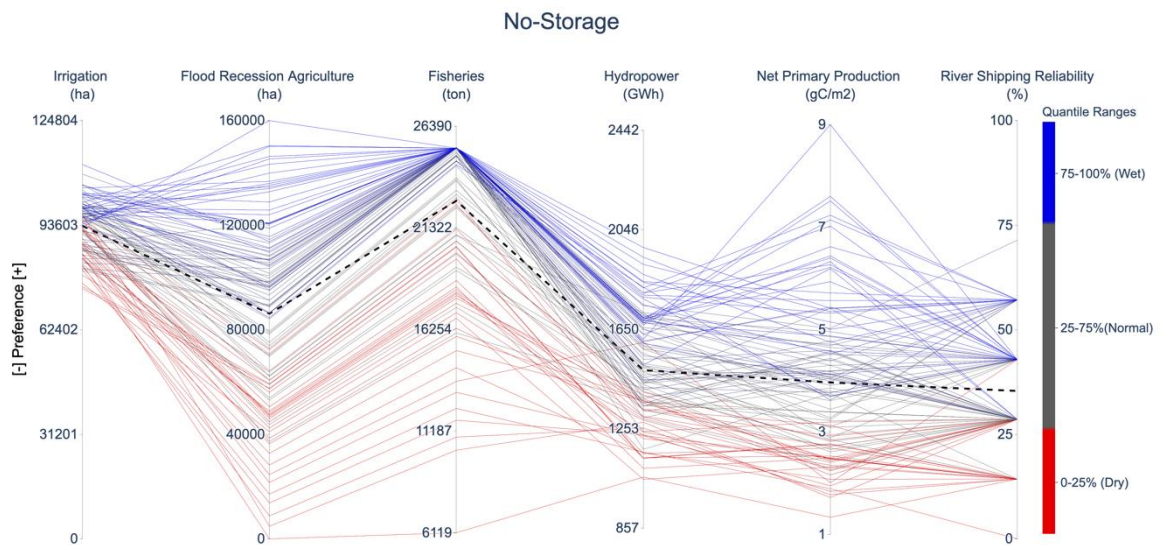 No-Storage
Irrigation
(ha)
Flood Recession Agriculture
(ha)
Fisheries
(ton)
Hydropower
(GWh)
Net Primary Production
(gC/m2)
River Shipping Reliability
(%)
Quantile Ranges
124804
93603
62402
31201
0
160000
120000
80000
40000
0
26390
21322
16254
11187
6119
2442
2046
1650
1253
857
9
7
5
3
1
100
75
50
25
0
75-100% (Wet)
25-75%(Normal)
0-25% (Dry)
[-] Preference [+]